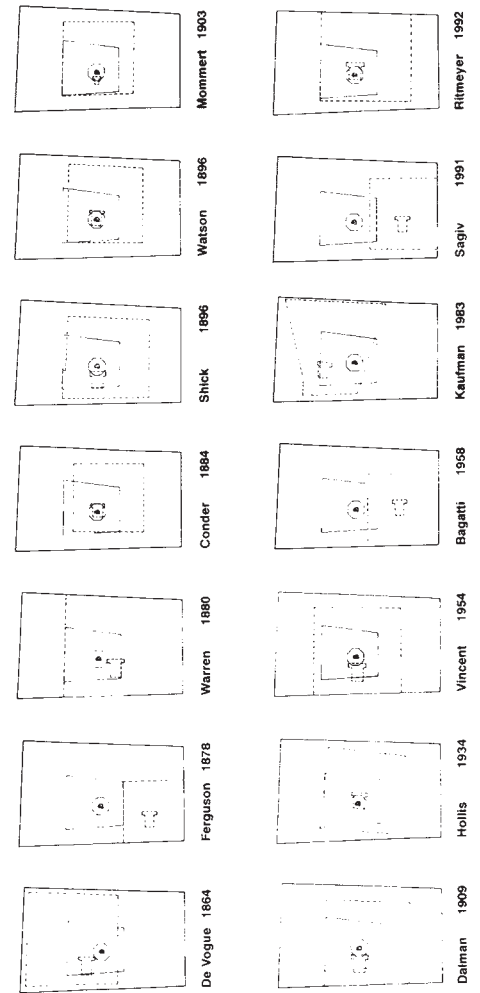 De Vogue 1864
Ferguson 1878
Warren 1880
Conder 1884
Shick 1896
Watson 1896
Mommert 1903
Dalman 1909
Hollis 1934
Vincent 1954
Bagatti 1958
Kaufman 1983
Sagiv 1991
Ritmeyer 1992